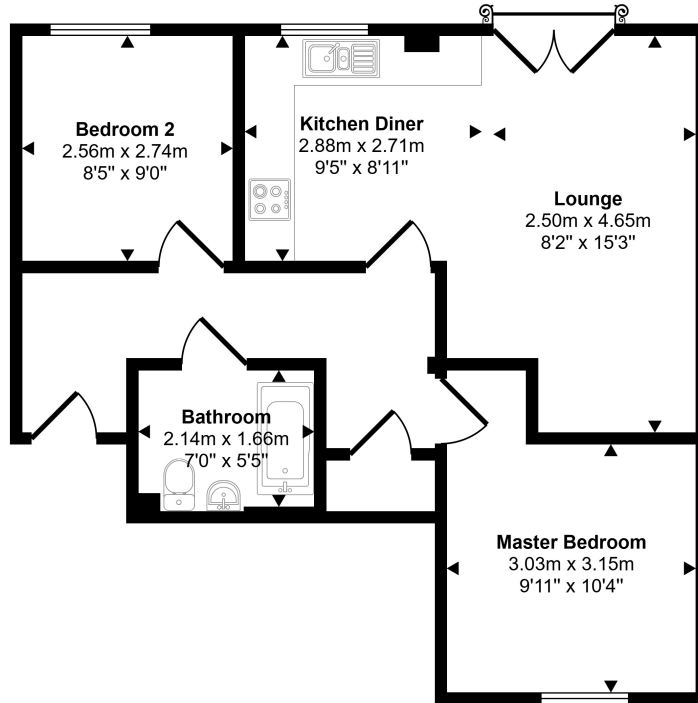 Bedroom 2
2.56m x 2.74m
8'5" x 9'0"
Kitchen Diner
2.88m x 2.71m
9'5" x 8'11"
Lounge
2.50m x 4.65m
8'2" x 15'3"
Bathroom
2.14m x 1.66m
7'0" x 5'5"
Master Bedroom
3.03m x 3.15m
9'11" x 10'4"